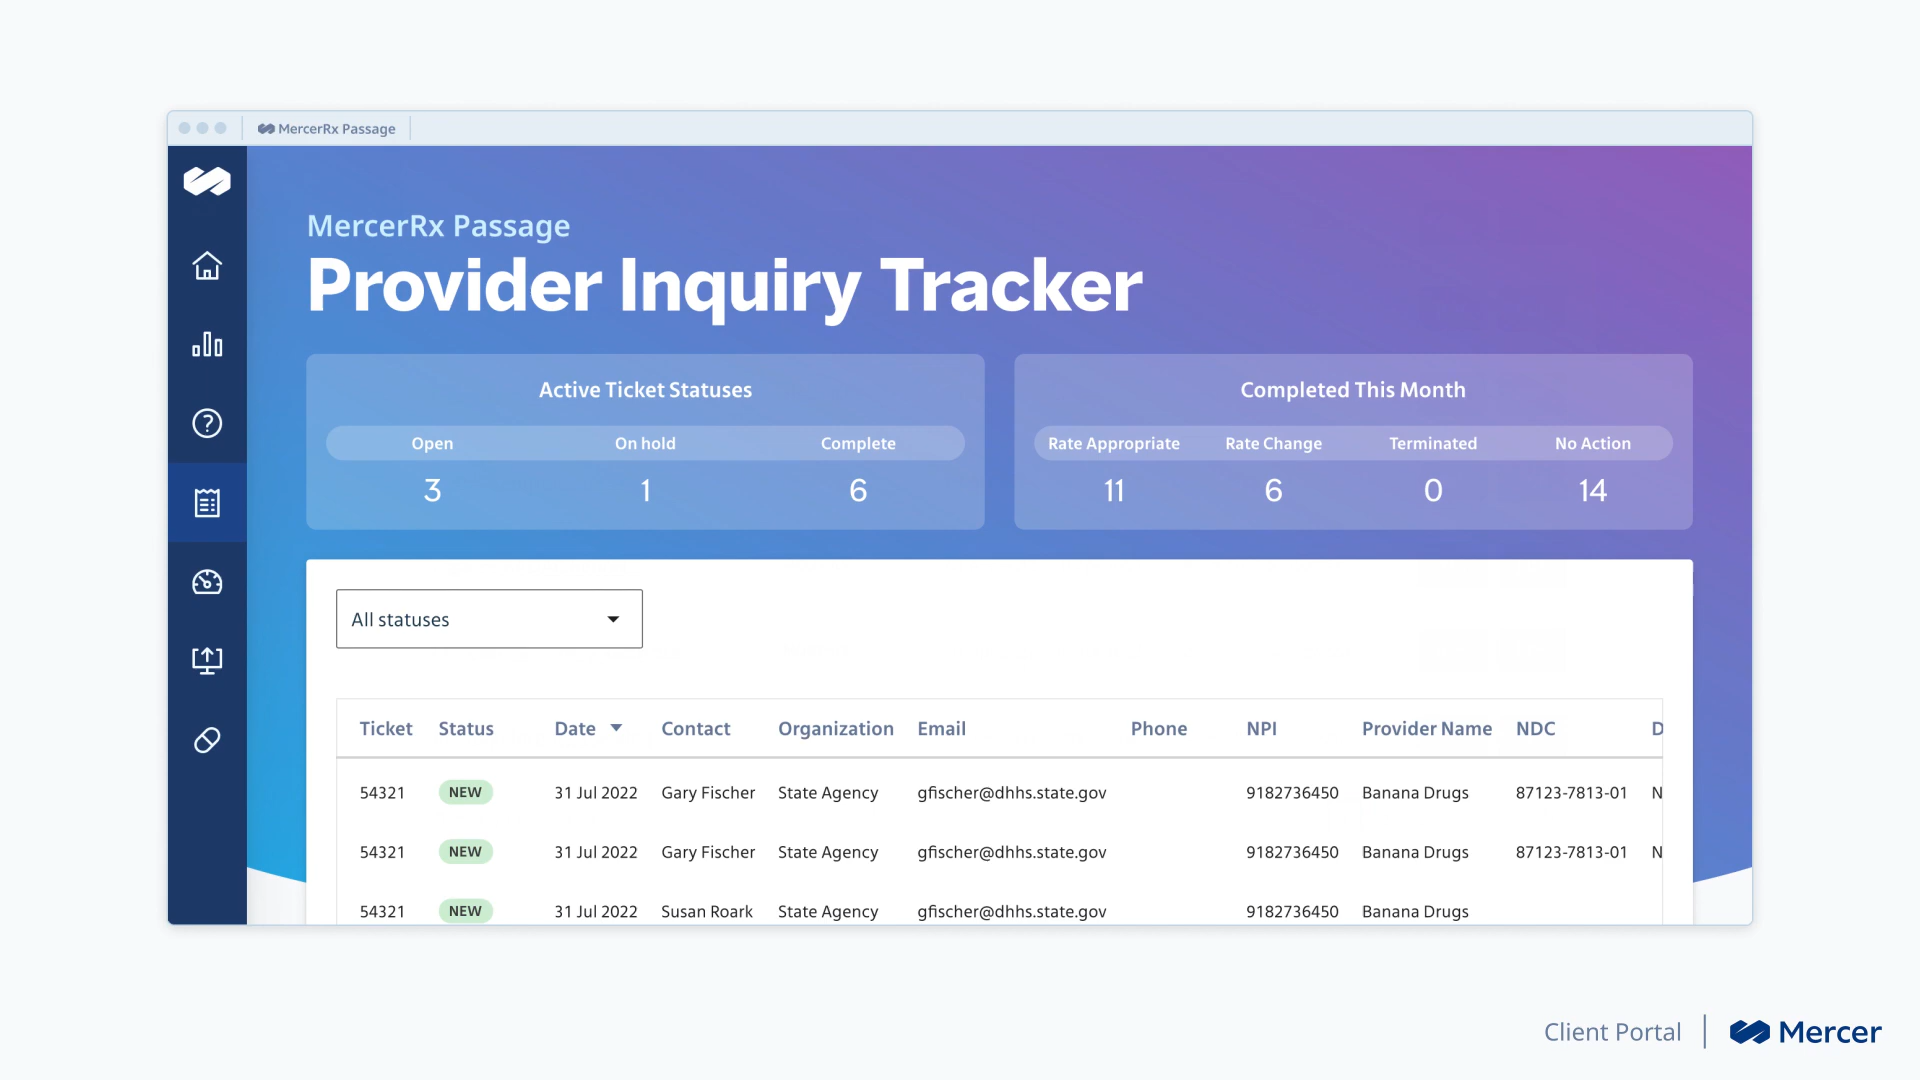 MercerRx Passage
MercerRx Passage
Provider Inquiry Tracker
Active Ticket Statuses
Open On hold Complete
3 1 6
Completed This Month
Rate Appropriate Rate Change Terminated No Action
11 6 0 14
All statuses
Ticket Status Date Contact Organization Email Phone NPI Provider Name NDC D
54321 NEW 31 Jul 2022 Gary Fischer State Agency gfischer@dhhs.state.gov 9182736450 Banana Drugs 87123-7813-01 N
54321 NEW 31 Jul 2022 Gary Fischer State Agency gfischer@dhhs.state.gov 9182736450 Banana Drugs 87123-7813-01 N
54321 NEW 31 Jul 2022 Susan Roark State Agency gfischer@dhhs.state.gov 9182736450 Banana Drugs
Client Portal Mercer